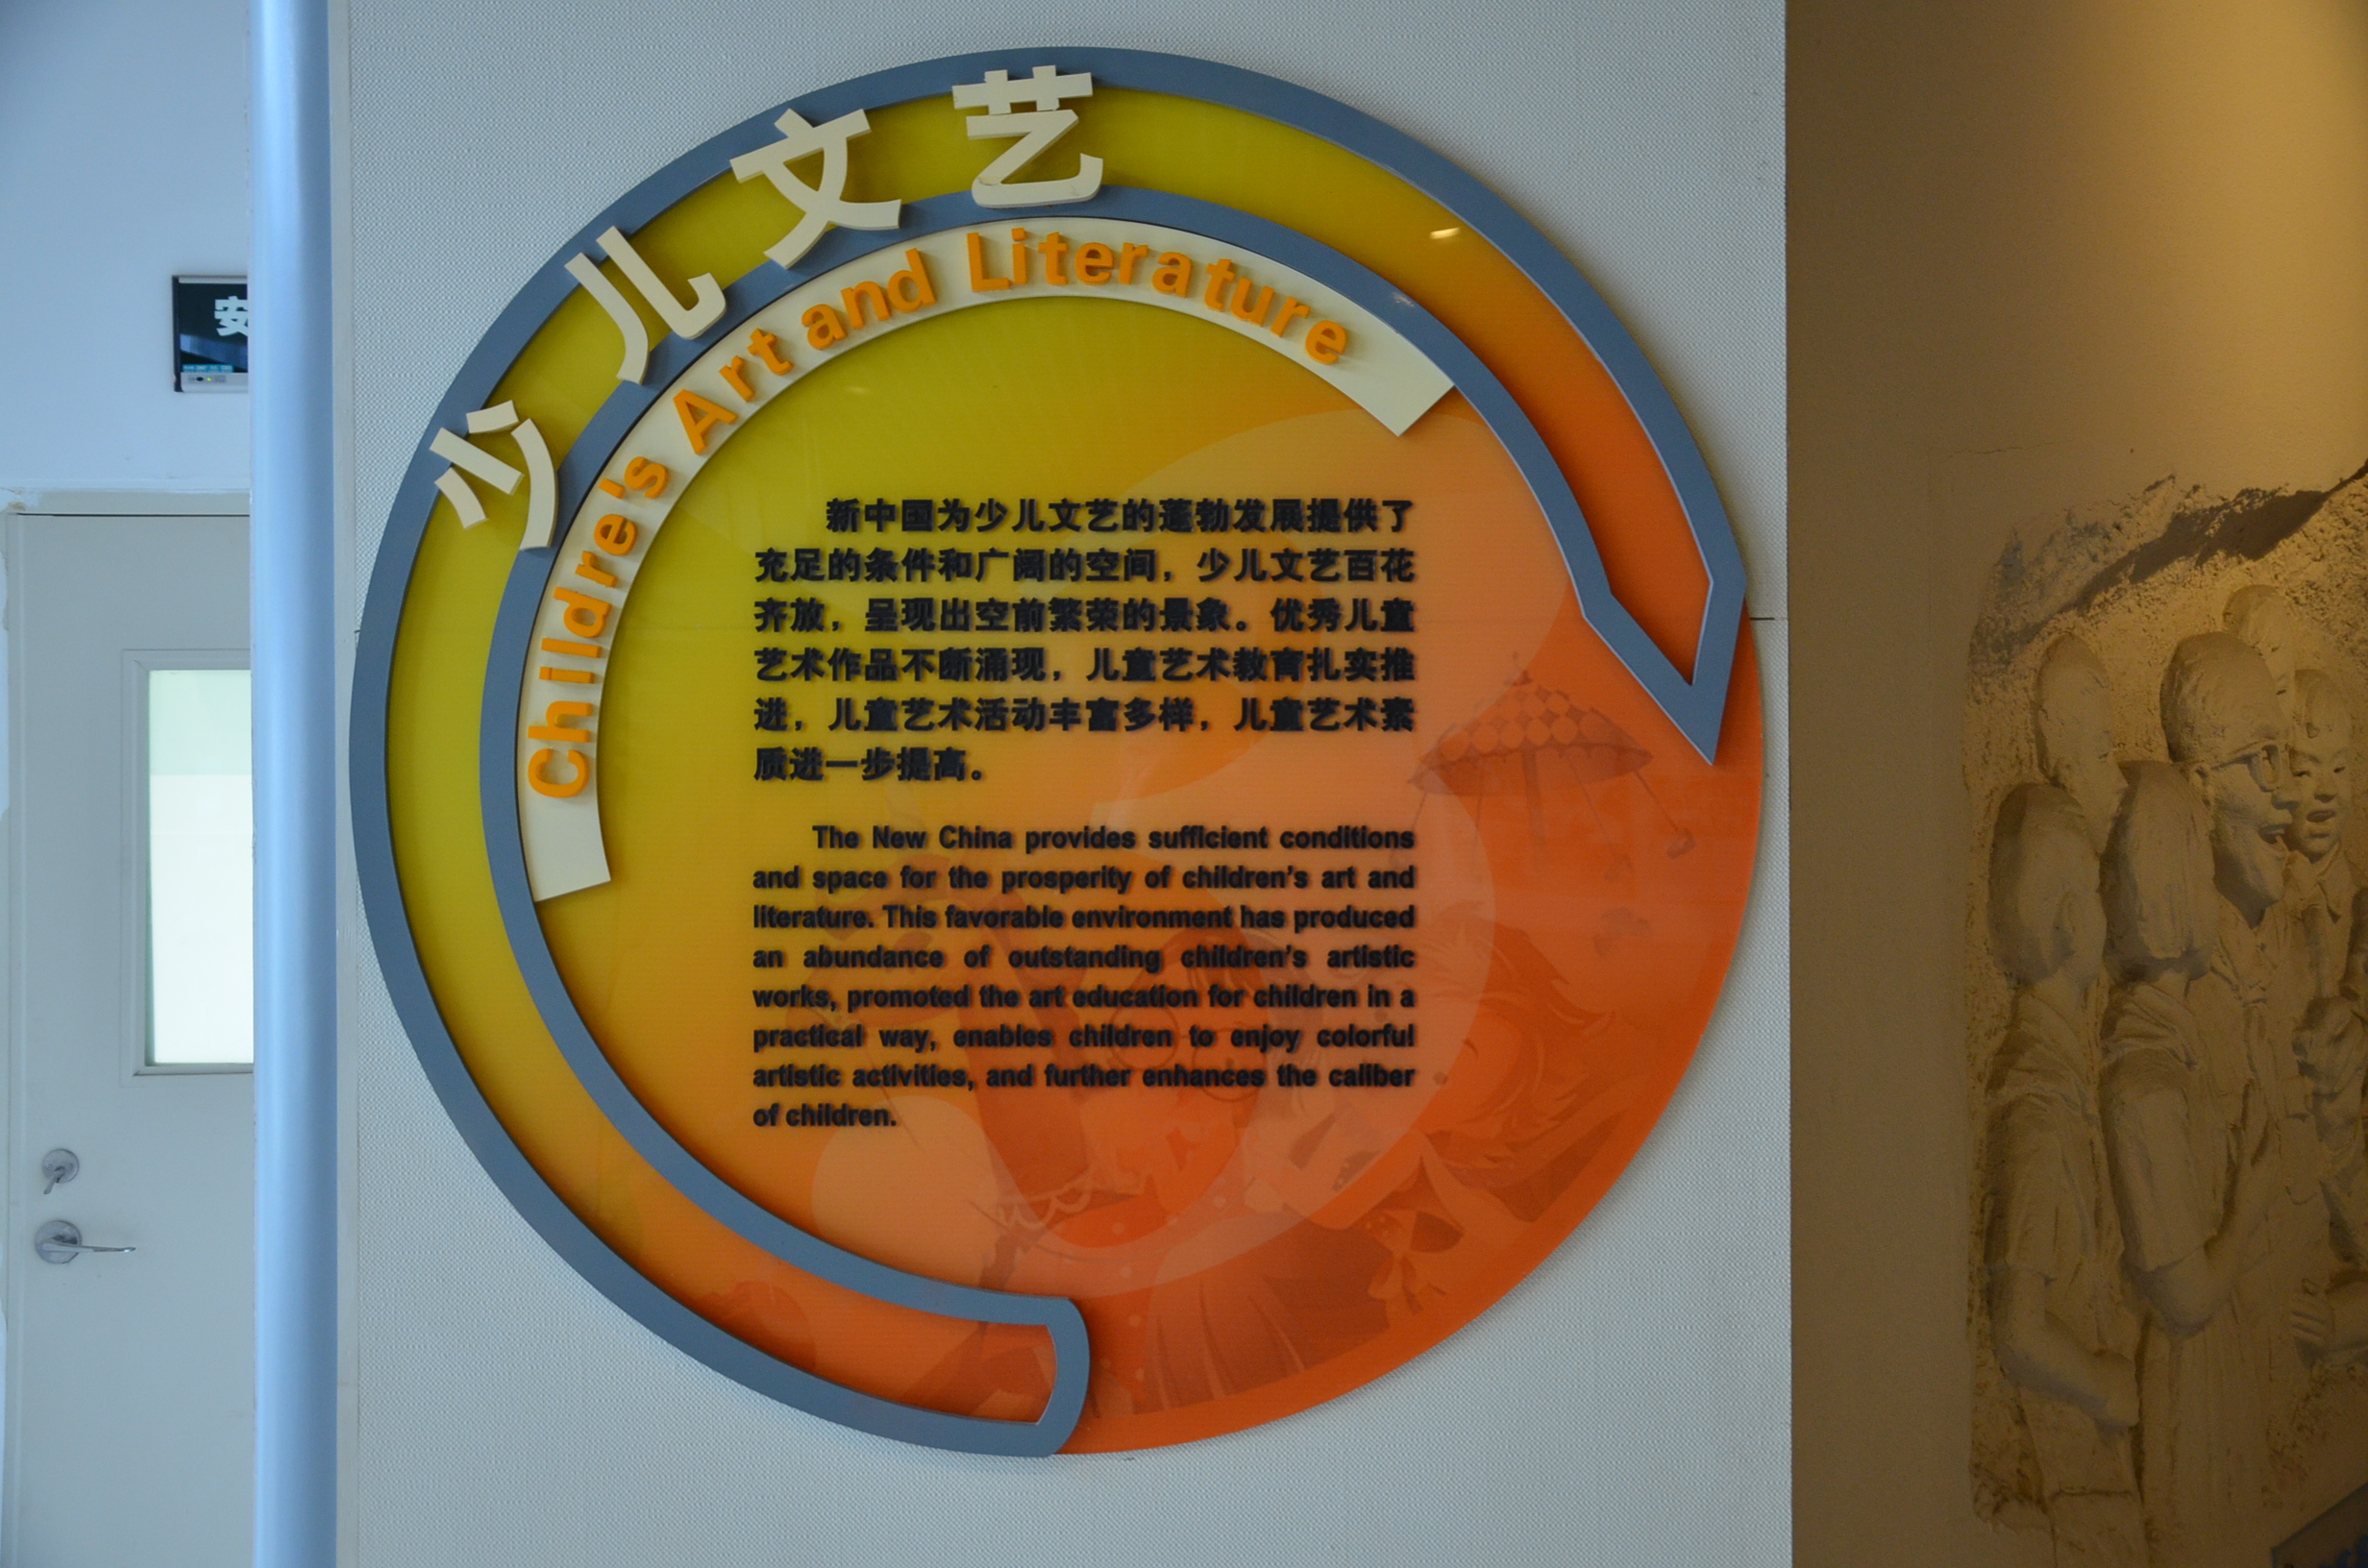 少儿文艺
Childre's Art and Literature
安
新中国为少儿文艺的蓬勃发展提供了
充足的条件和广阔的空间，少儿文艺百花
齐放，呈现出空前繁荣的景象。优秀儿童
艺术作品不断涌现，儿童艺术教育扎实推
进，儿童艺术活动丰富多样，儿童艺术素
质进一步提高。
The New China provides sufficient conditions
and space for the prosperity of children's art and
literature. This favorable environment has produced
an abundance of outstanding children's artistic
works, promoted the art education for children in a
practical way, enables children to enjoy colorful
artistic activities, and further enhances the caliber
of children.